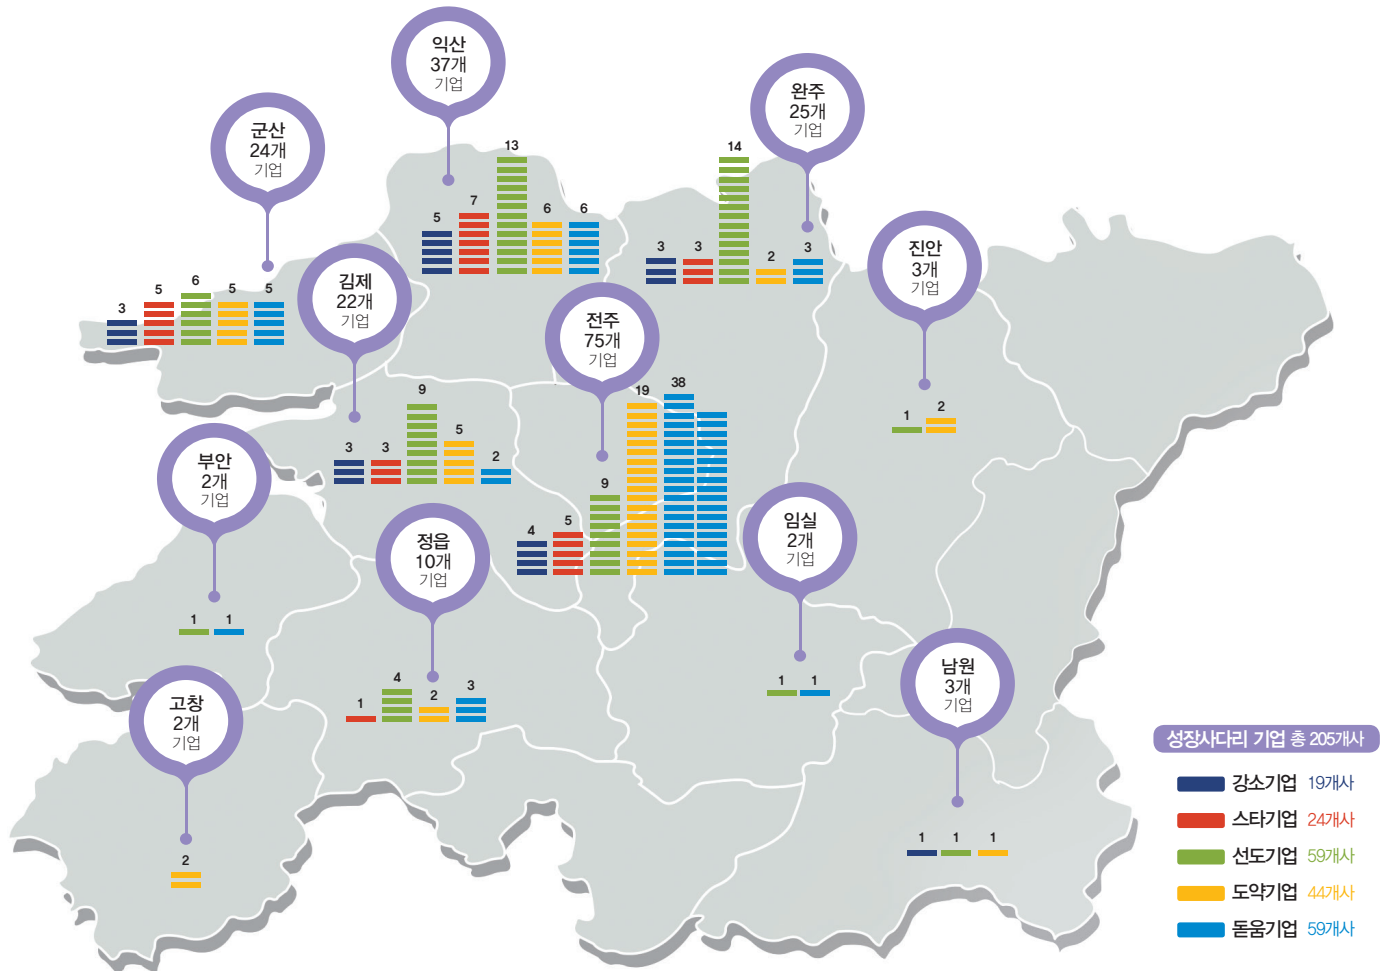 익산
37개
기업
5
7
13
6
6
완주
25개
기업
3
3
14
2
3
군산
24개
기업
3
5
6
5
5
김제
22개
기업
3
3
9
5
2
전주
75개
기업
4
5
9
19
38
진안
3개
기업
1
2
부안
2개
기업
1
1
정읍
10개
기업
1
4
2
3
임실
2개
기업
1
1
고창
2개
기업
2
남원
3개
기업
1
1
1
성장사다리 기업 총 205개사
강소기업 19개사
스타기업 24개사
선도기업 59개사
도약기업 44개사
돋움기업 59개사